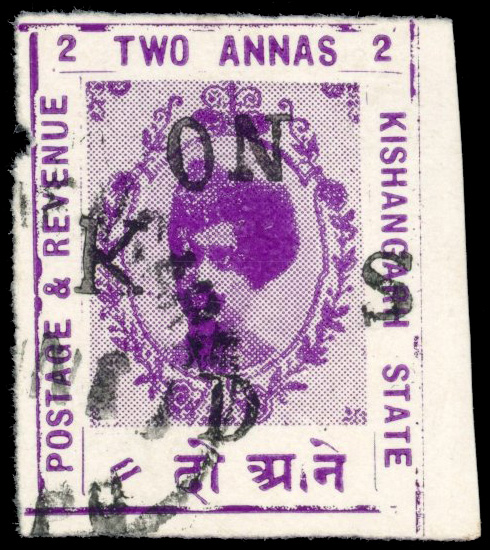 2 TWO ANNAS 2
POSTAGE & REVENUE
KISHANGARH STATE
ON
K S
D
दो आने